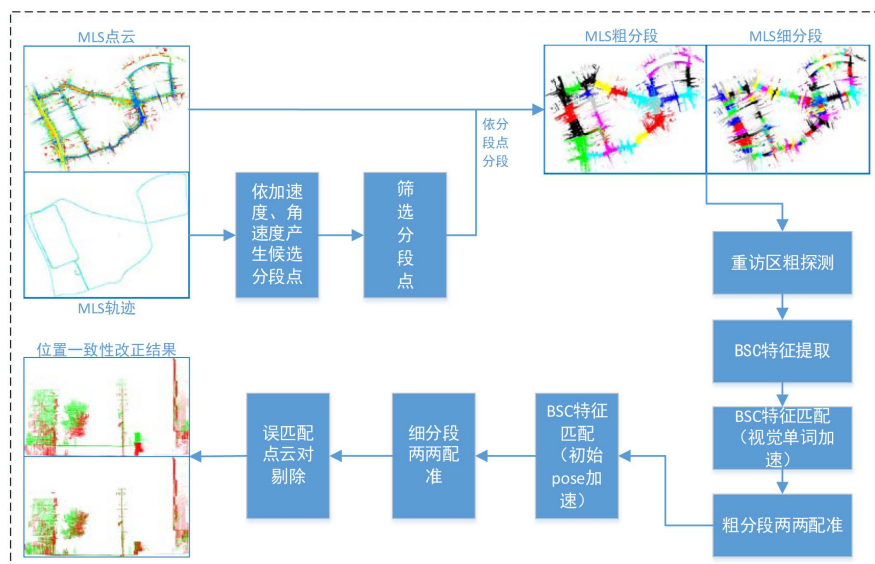 MLS点云
MLS粗分段
MLS细分段
依分
段点
分段
依加速
度、角
速度产
生候选
分段点
筛
选
分
段
点
MLS轨迹
重访区粗探测
BSC特征提取
BSC特征匹配
（视觉单词加
速）
粗分段两两配准
BSC特征
匹配
（初始
pose加
速）
细分段
两两配
准
误匹配
点云对
剔除
位置一致性改正结果